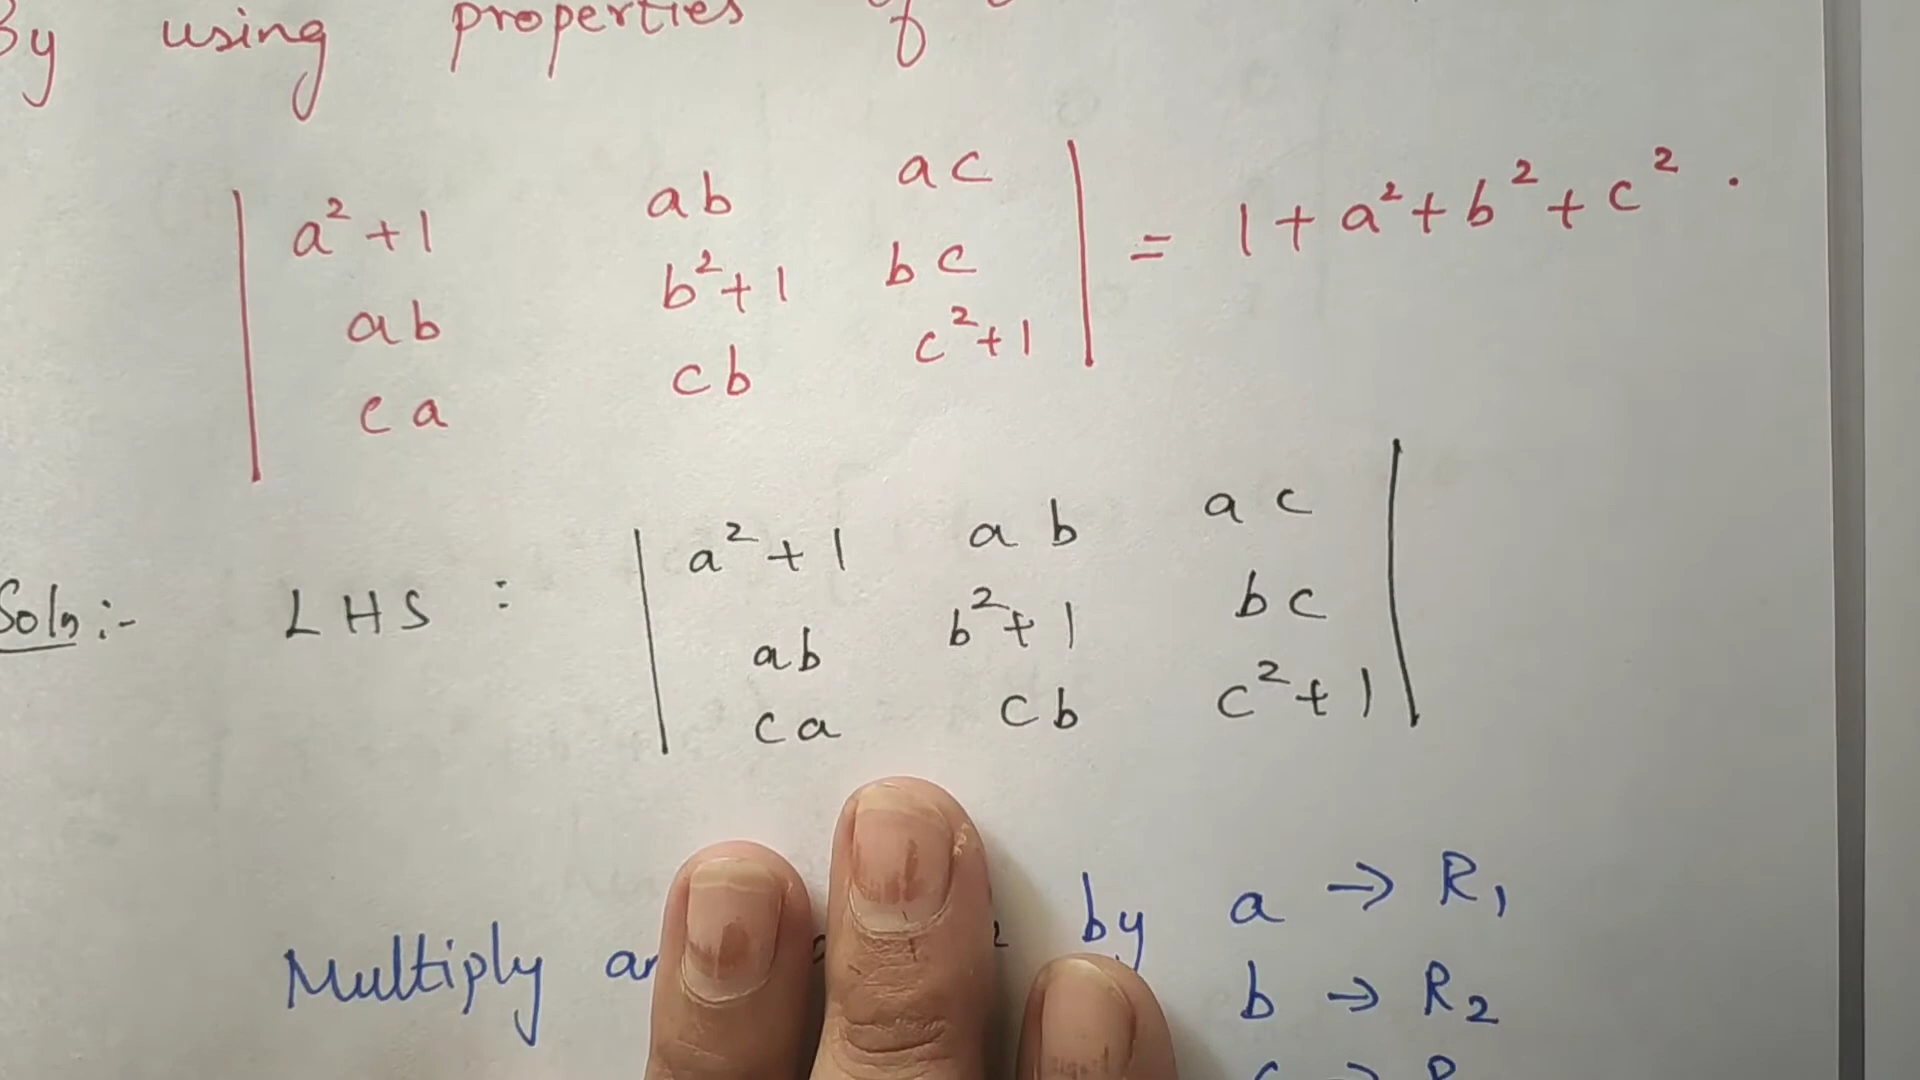 By using properties of
| a²+1 ab ac |
| ab b²+1 bc | = 1 + a² + b² + c² .
| ca cb c²+1 |
| a²+1 ab ac |
Soln:- LHS : | ab b²+1 bc |
| ca cb c²+1 |
Multiply by a → R₁
b → R₂